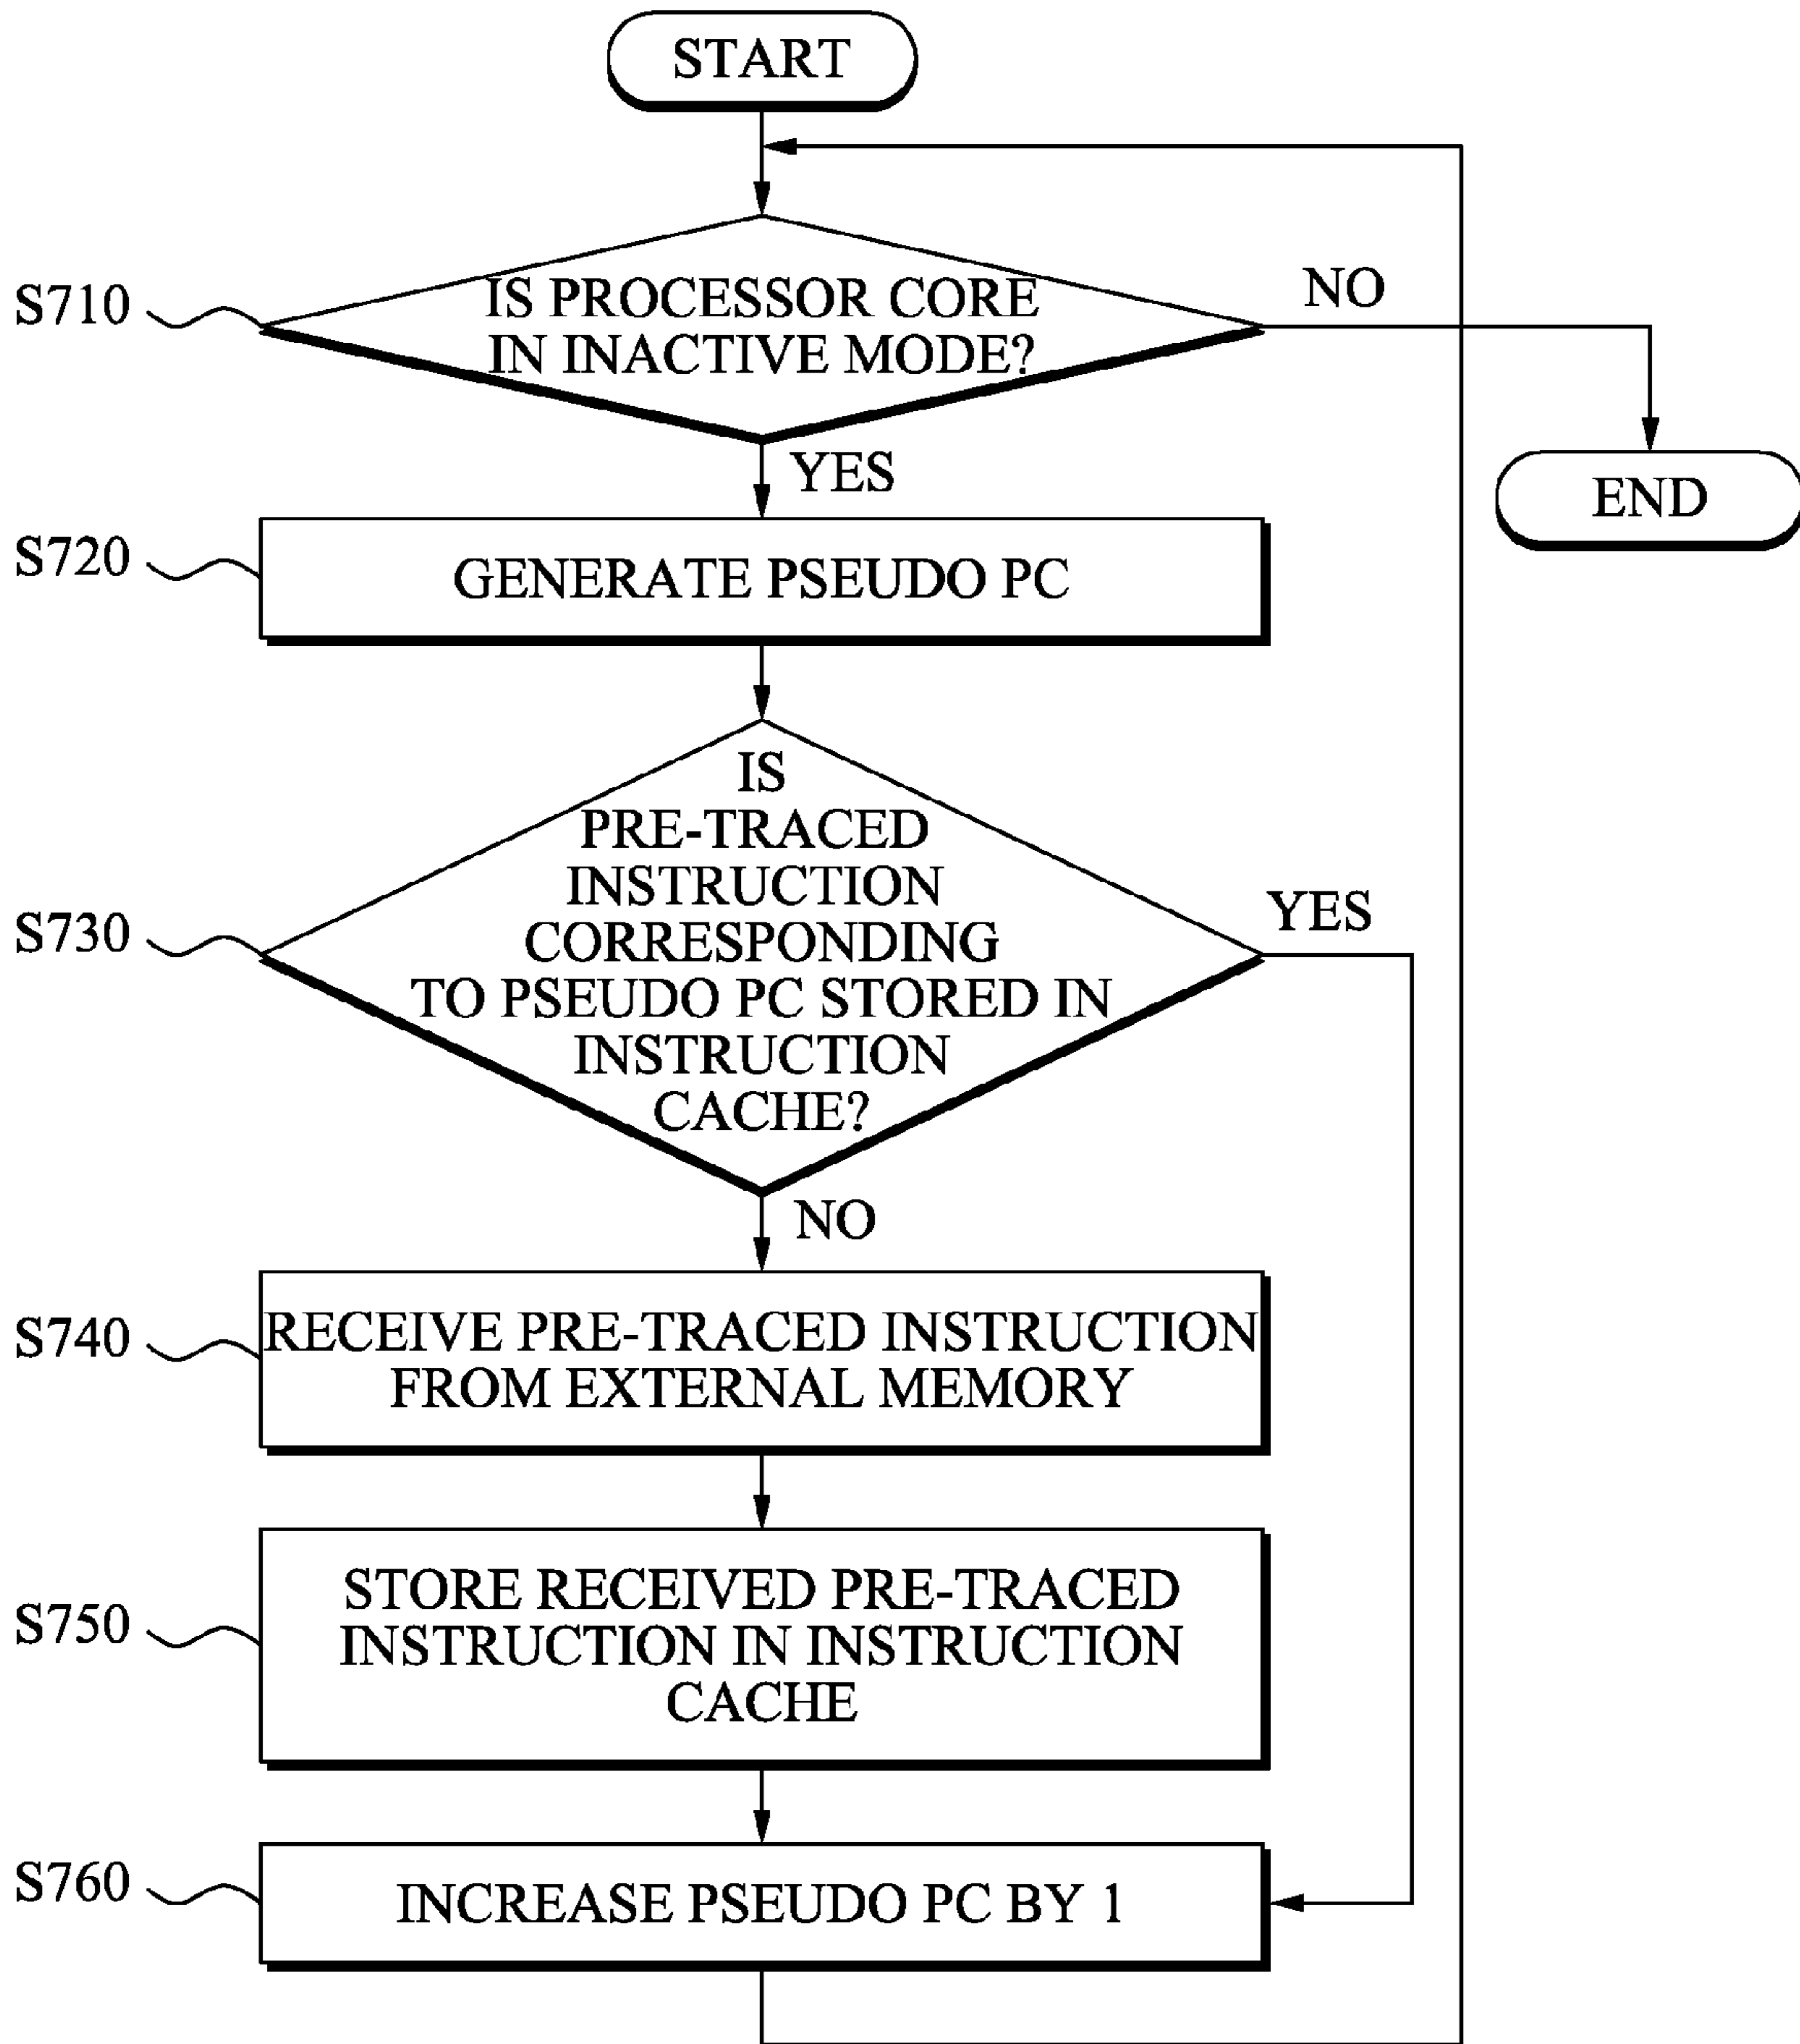 START
S710
IS PROCESSOR CORE
IN INACTIVE MODE?
NO
YES
END
S720
GENERATE PSEUDO PC
S730
IS
PRE-TRACED
INSTRUCTION
CORRESPONDING
TO PSEUDO PC STORED IN
INSTRUCTION
CACHE?
YES
NO
S740
RECEIVE PRE-TRACED INSTRUCTION
FROM EXTERNAL MEMORY
S750
STORE RECEIVED PRE-TRACED
INSTRUCTION IN INSTRUCTION
CACHE
S760
INCREASE PSEUDO PC BY 1